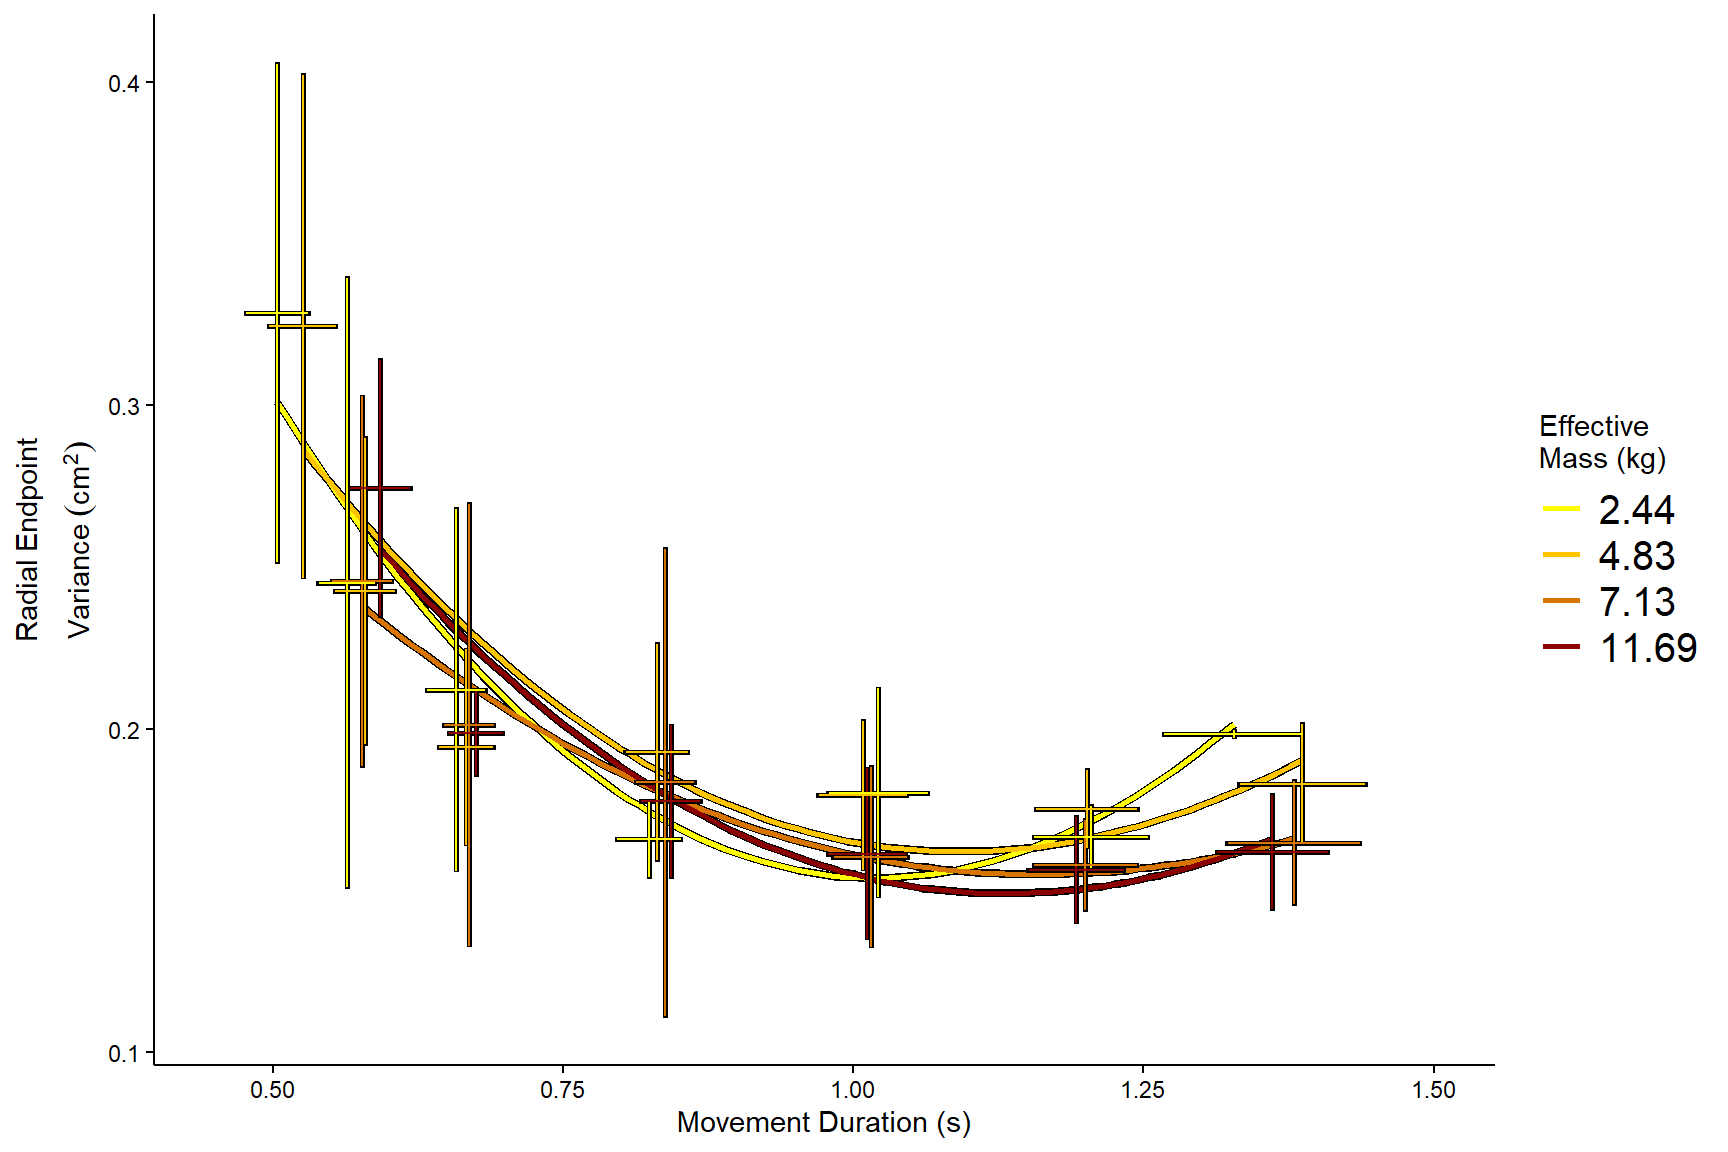 Radial Endpoint
Variance (cm²)
0.4
0.3
0.2
0.1
0.50 0.75 1.00 1.25 1.50
Movement Duration (s)
Effective
Mass (kg)
2.44
4.83
7.13
11.69